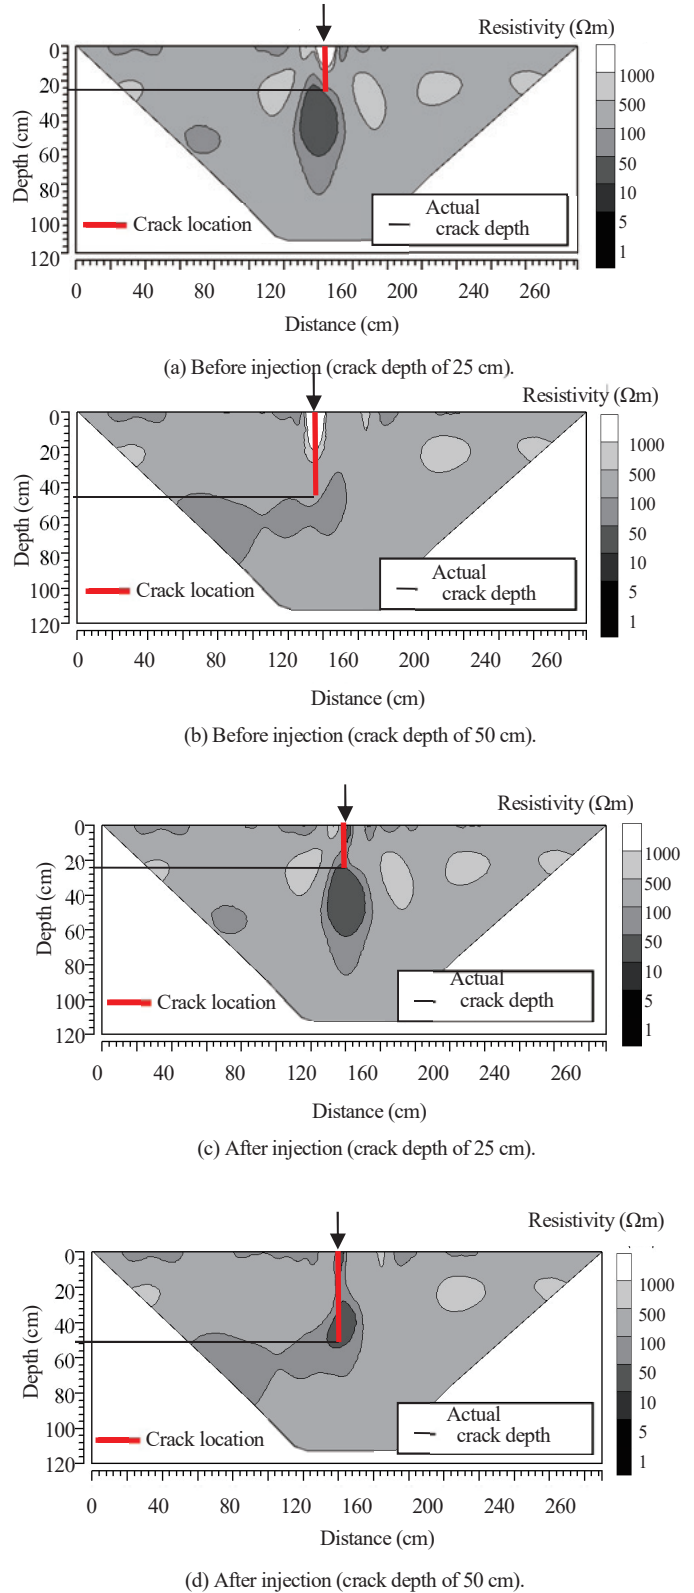 Resistivity (Ωm)
0
20
40
60
80
100
120
Depth (cm)
1000
500
100
50
10
5
1
Crack location
Actual
crack depth
0 40 80 120 160 200 240 260
Distance (cm)
(a) Before injection (crack depth of 25 cm).
Resistivity (Ωm)
0
20
40
60
80
100
120
Depth (cm)
1000
500
100
50
10
5
1
Crack location
Actual
crack depth
0 40 80 120 160 200 240 260
Distance (cm)
(b) Before injection (crack depth of 50 cm).
Resistivity (Ωm)
0
20
40
60
80
100
120
Depth (cm)
1000
500
100
50
10
5
1
Crack location
Actual
crack depth
0 40 80 120 160 200 240 260
Distance (cm)
(c) After injection (crack depth of 25 cm).
Resistivity (Ωm)
0
20
40
60
80
100
120
Depth (cm)
1000
500
100
50
10
5
1
Crack location
Actual
crack depth
0 40 80 120 160 200 240 260
Distance (cm)
(d) After injection (crack depth of 50 cm).